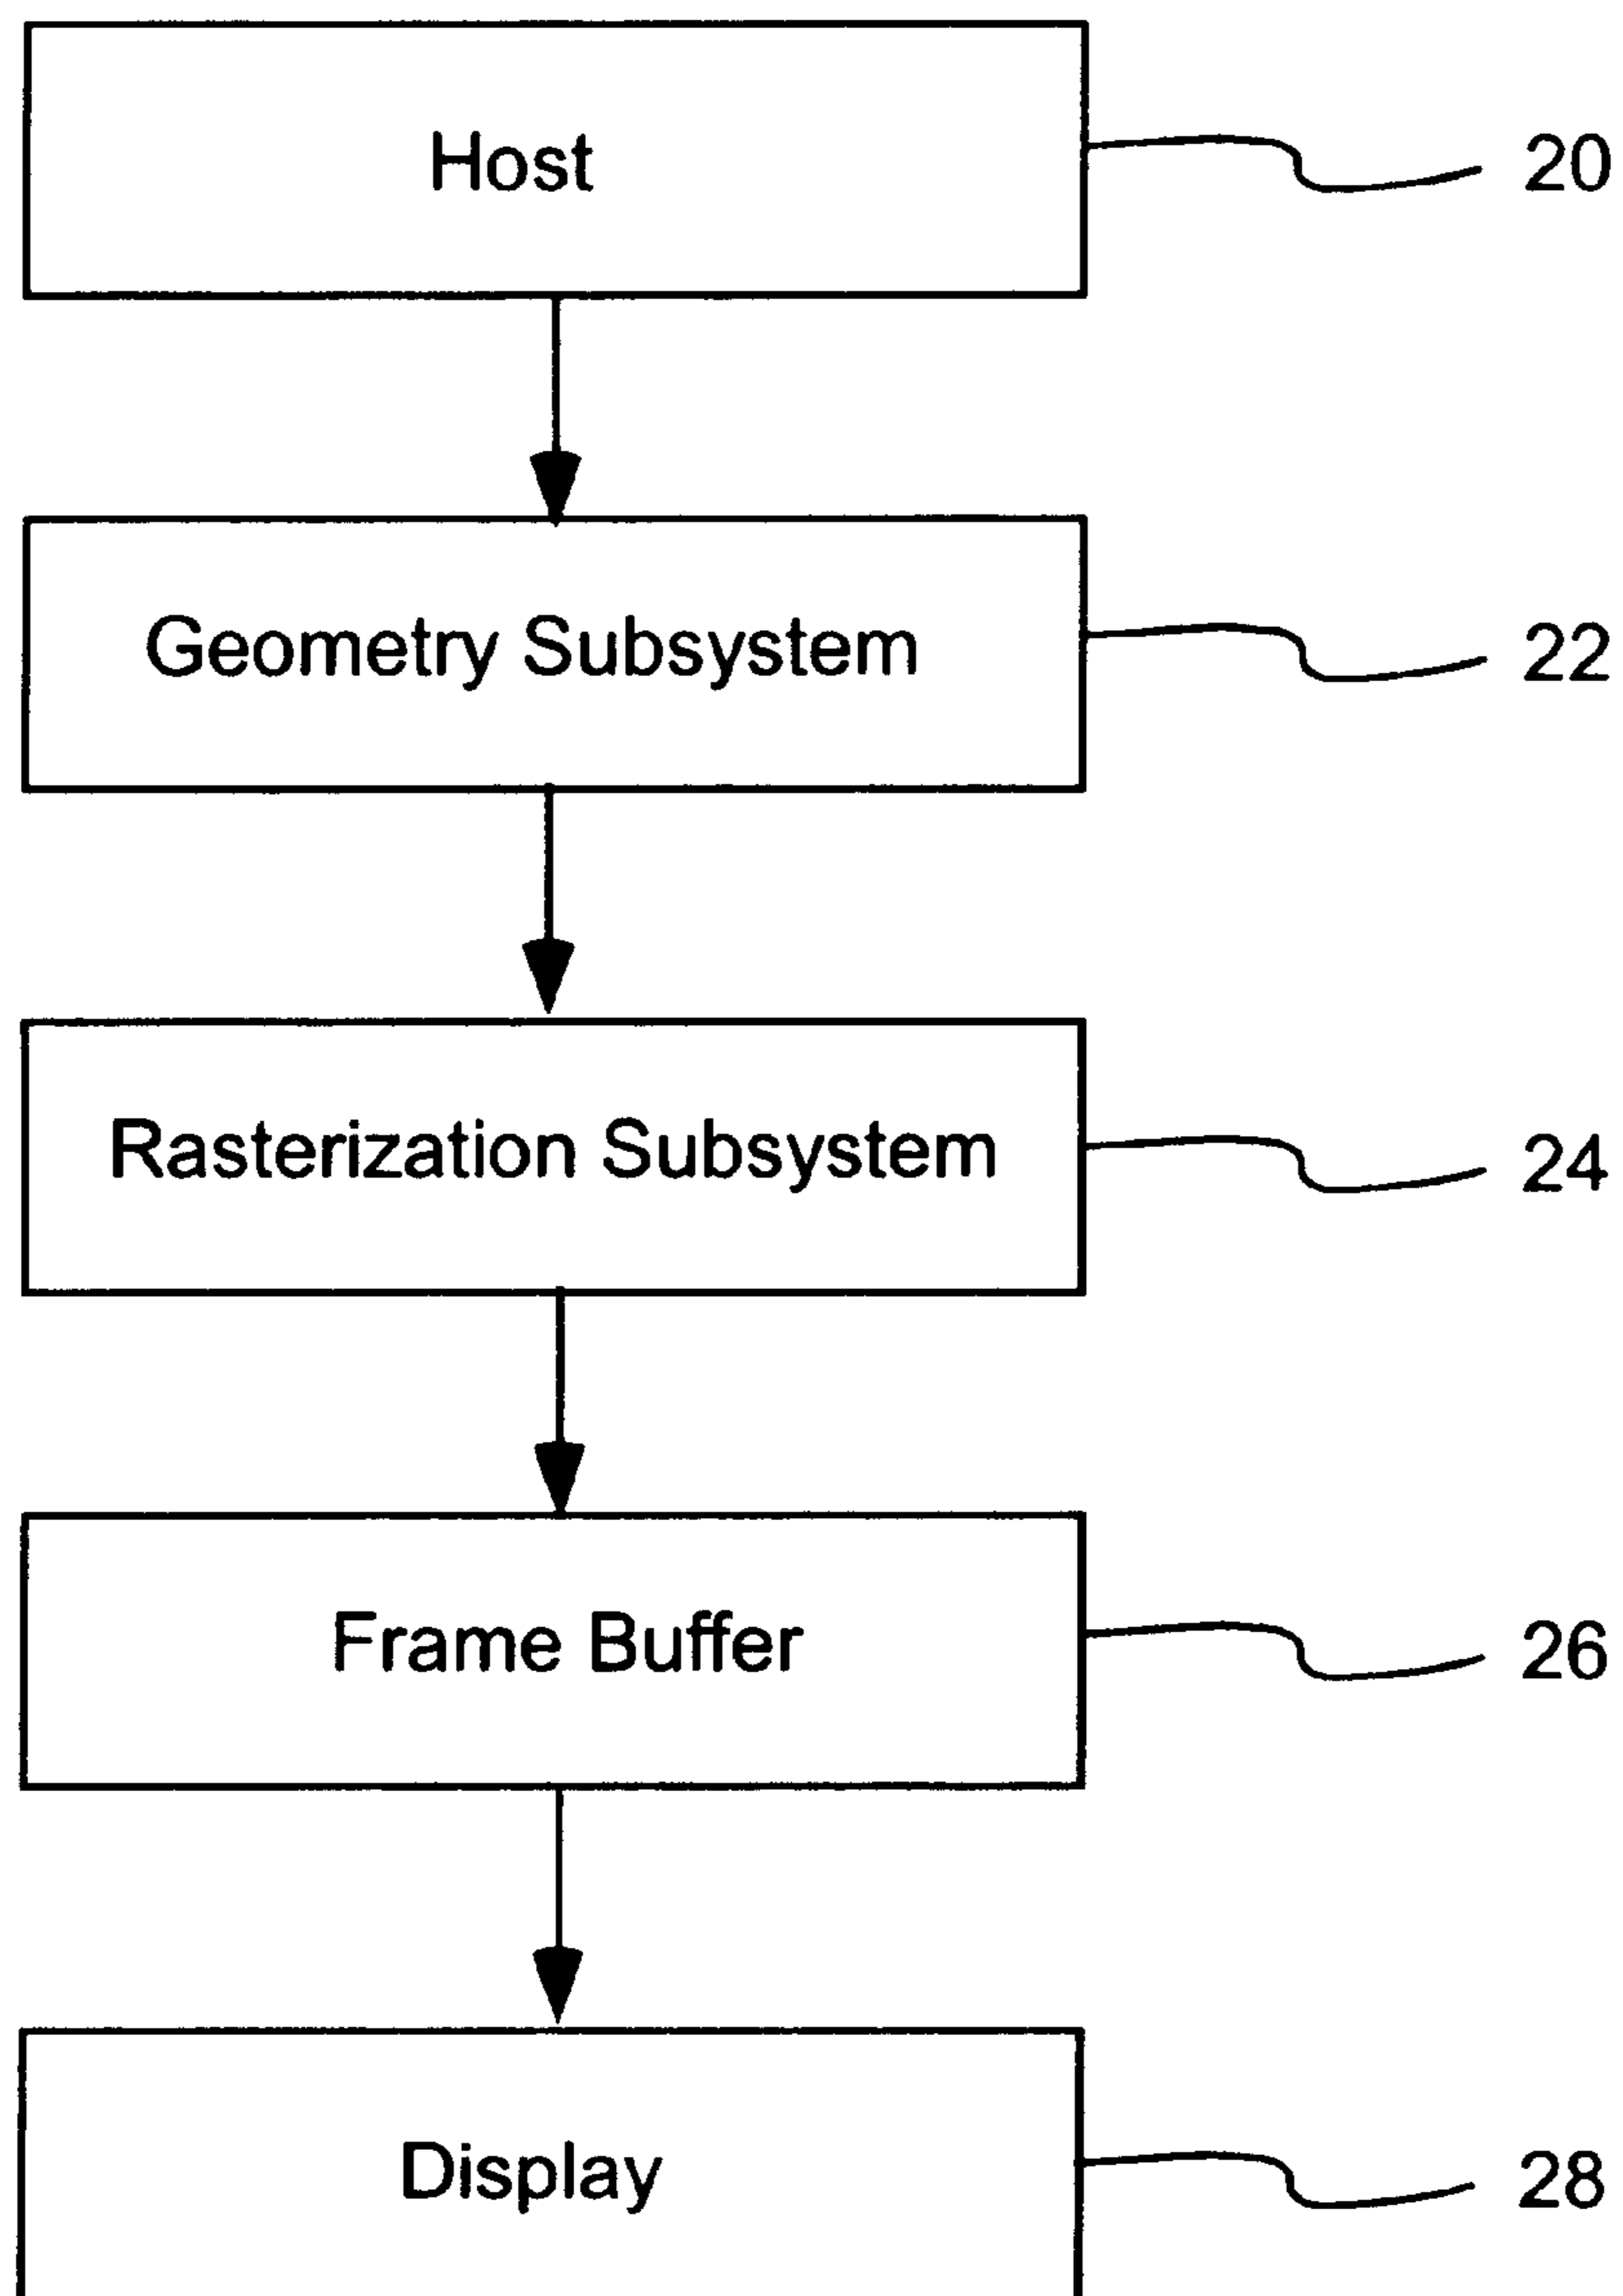 Host
20
Geometry Subsystem
22
Rasterization Subsystem
24
Frame Buffer
26
Display
28